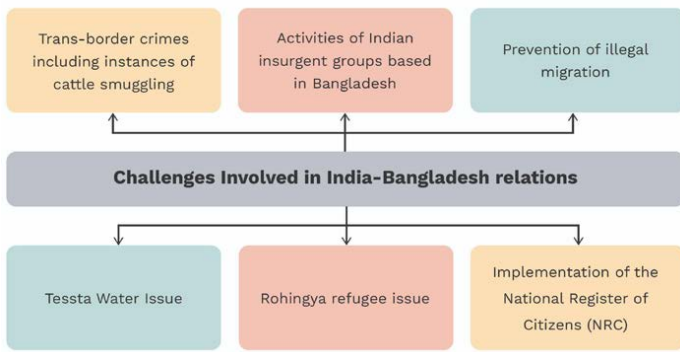 Trans-border crimes
including instances of
cattle smuggling
Activities of Indian
insurgent groups based
in Bangladesh
Prevention of illegal
migration
Challenges Involved in India-Bangladesh relations
Tessta Water Issue
Rohingya refugee issue
Implementation of the
National Register of
Citizens (NRC)